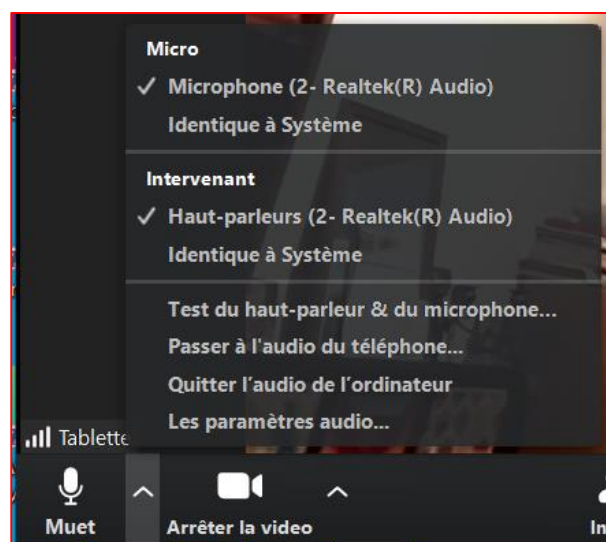 Micro
✓ Microphone (2- Realtek(R) Audio)
Identique à Système
Intervenant
✓ Haut-parleurs (2- Realtek(R) Audio)
Identique à Système
Test du haut-parleur & du microphone...
Passer à l'audio du téléphone...
Quitter l’audio de l’ordinateur
Les paramètres audio...
Tablette
Muet Arrêter la video